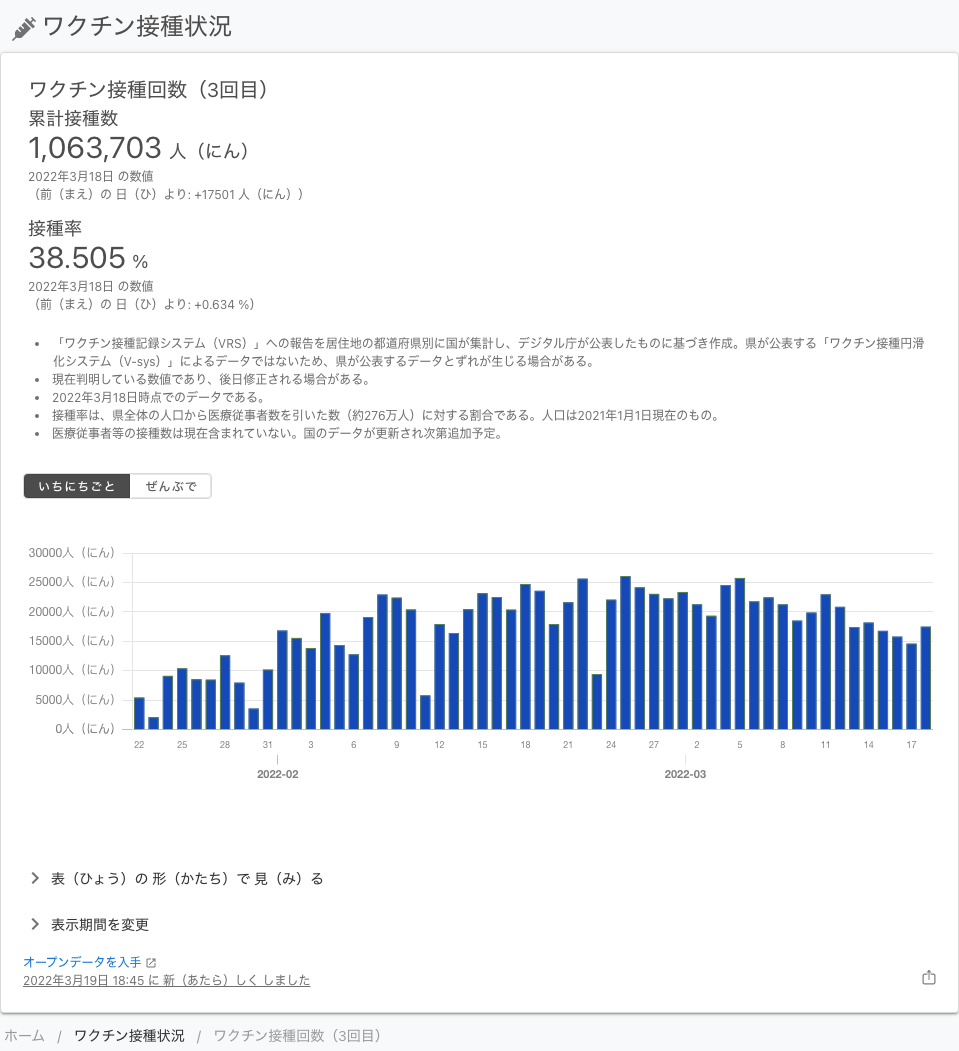 ワクチン接種状況
ワクチン接種回数（3回目）
累計接種数
1,063,703 人（にん）
2022年3月18日 の数値
（前（まえ）の 日（ひ）より: +17501 人（にん））
接種率
38.505 %
2022年3月18日 の数値
（前（まえ）の 日（ひ）より: +0.634 %）
「ワクチン接種記録システム（VRS）」への報告を居住地の都道府県別に国が集計し、デジタル庁が公表したものに基づき作成。県が公表する「ワクチン接種円滑
化システム（V-sys）」によるデータではないため、県が公表するデータとずれが生じる場合がある。
現在判明している数値であり、後日修正される場合がある。
2022年3月18日時点でのデータである。
接種率は、県全体の人口から医療従事者数を引いた数（約276万人）に対する割合である。人口は2021年1月1日現在のもの。
医療従事者等の接種数は現在含まれていない。国のデータが更新され次第追加予定。
いちにちごと ぜんぶで
30000人（にん）
25000人（にん）
20000人（にん）
15000人（にん）
10000人（にん）
5000人（にん）
0人（にん）
22 25 28 31 3 6 9 12 15 18 21 24 27 2 5 8 11 14 17
2022-02 2022-03
表（ひょう）の 形（かたち）で 見（み）る
表示期間を変更
オープンデータを入手
2022年3月19日 18:45 に 新（あたら）しく しました
ホーム / ワクチン接種状況 / ワクチン接種回数（3回目）